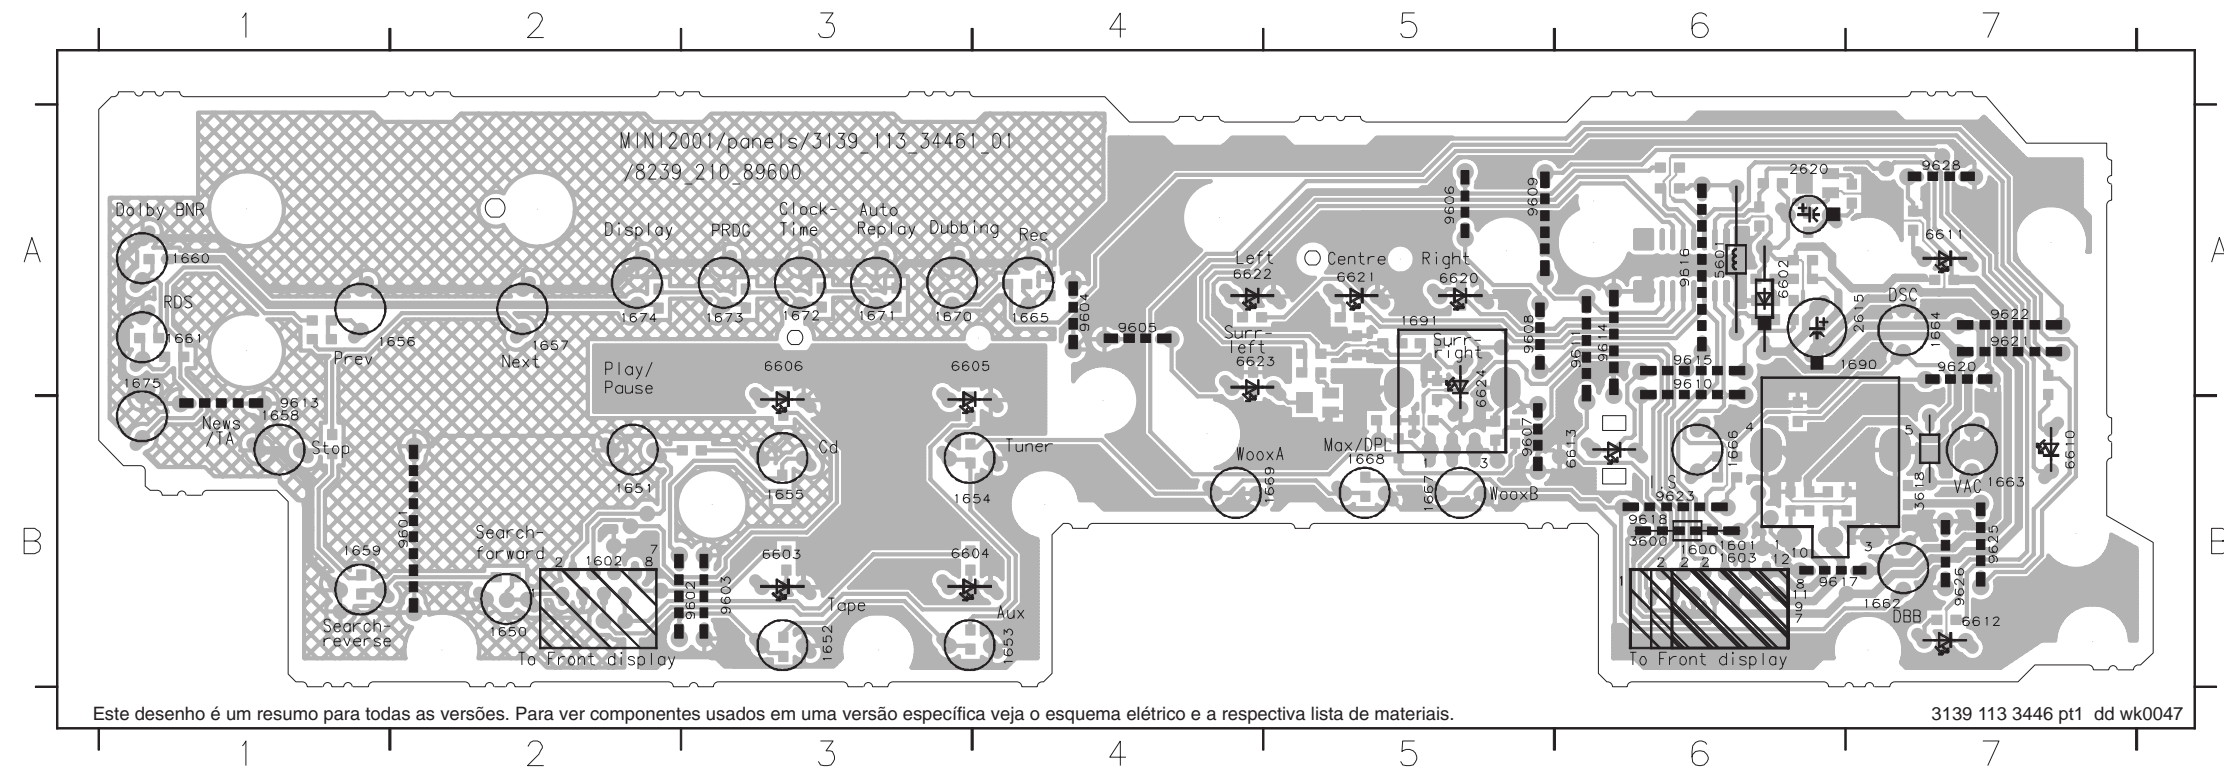 1 2 3 4 5 6 7
MINI2001/panels/3139_113_34461_01
/8239_210_89600
2620 9628
Dolby BNR
Display PRDG Clock-Time Auto Replay Dubbing Rec
9606 9609
A
1660
RDS
1661
1675
1656
Prev
1657
Next
1674 1673 1672 1671 1670 1665
9604
9605
Left
6622
Centre
6621
Right
6620
1691
Surr-left
6623
Surr-right
6624
9608 9611 9614
9616 5601 6602
2615
6611
DSC
1664
9622
9621
9620
9615
9610
1690
Play/
Pause
6606 6605
9613
1658
News
/TA
Stop
1651
Cd
1655
Tuner
1654
WooxA
1669
Max/DPL
1668
1 3
1667
WooxB
9607
6613
1666
4 5
3618
VAC
1663
6610
I.S
9623
9618
3600
1600
1601
1603
1 10 12 3
B
1659
9601
Search-
forward
2 1602 7
8
1
1650
Search-
reverse
To Front display
9602 9603
6603 6604
Tape
1652
Aux
1653
1 2 2 2
8
11
9
7
To Front display
9617
1662
DBB
9626
9625
6612
B
Este desenho é um resumo para todas as versões. Para ver componentes usados em uma versão específica veja o esquema elétrico e a respectiva lista de materiais.
3139 113 3446 pt1 dd wk0047
1 2 3 4 5 6 7